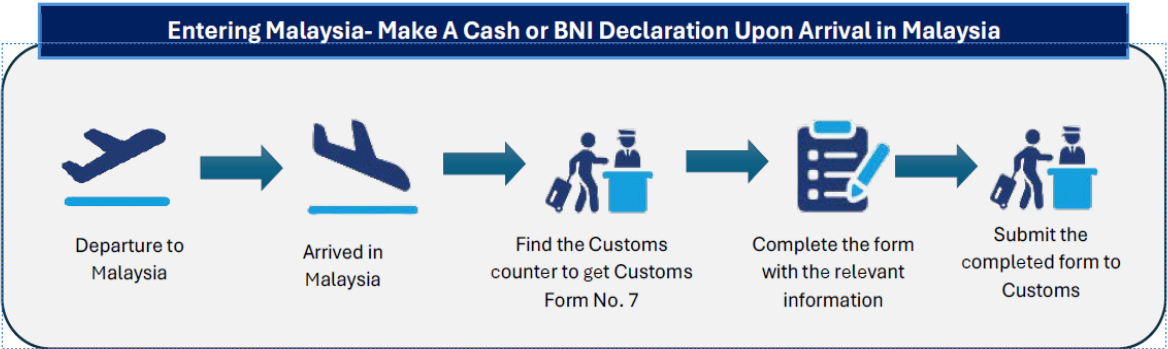 Entering Malaysia- Make A Cash or BNI Declaration Upon Arrival in Malaysia
Departure to
Malaysia
Arrived in
Malaysia
Find the Customs
counter to get Customs
Form No. 7
Complete the form
with the relevant
information
Submit the
completed form to
Customs